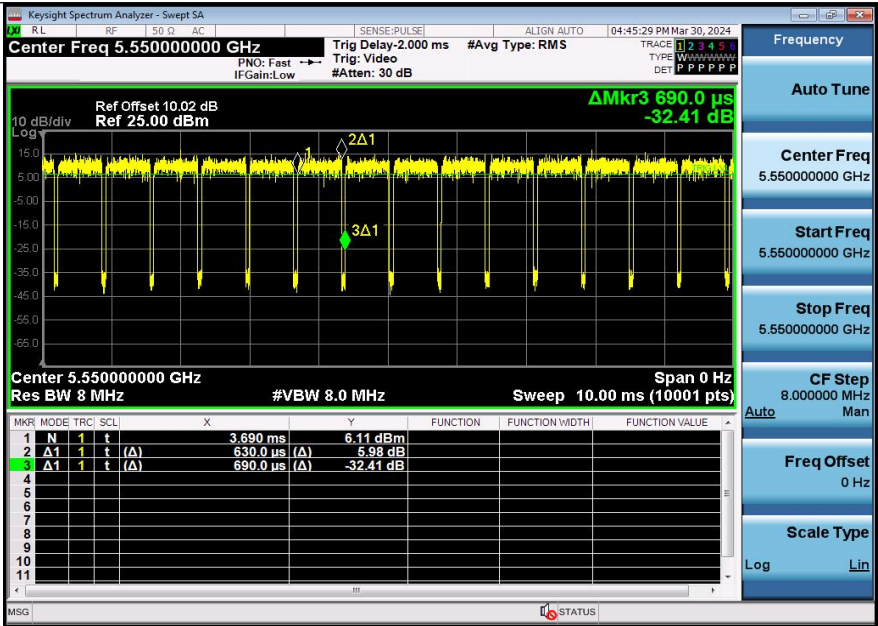 Keysight Spectrum Analyzer - Swept SA
LXI RL RF 50 Ω AC SENSE:PULSE ALIGN AUTO 04:45:29 PM Mar 30, 2024
Center Freq 5.550000000 GHz
PNO: Fast
IFGain:Low
Trig Delay-2.000 ms
Trig: Video
#Atten: 30 dB
#Avg Type: RMS
TRACE 1 2 3 4 5 6
TYPE WWWWWW
DET P P P P P P
Frequency
Ref Offset 10.02 dB
10 dB/div Ref 25.00 dBm
Log
ΔMkr3 690.0 µs
-32.41 dB
15.0
5.00
-5.00
-15.0
-25.0
-35.0
-45.0
-55.0
-65.0
1
2Δ1
3Δ1
Center 5.550000000 GHz Span 0 Hz
Res BW 8 MHz #VBW 8.0 MHz Sweep 10.00 ms (10001 pts)
MKR MODE TRC SCL X Y FUNCTION FUNCTION WIDTH FUNCTION VALUE
1 N 1 t 3.690 ms 6.11 dBm
2 Δ1 1 t (Δ) 630.0 µs (Δ) 5.98 dB
3 Δ1 1 t (Δ) 690.0 µs (Δ) -32.41 dB
4
5
6
7
8
9
10
11
MSG STATUS
Auto Tune
Center Freq
5.550000000 GHz
Start Freq
5.550000000 GHz
Stop Freq
5.550000000 GHz
CF Step
8.000000 MHz
Auto Man
Freq Offset
0 Hz
Scale Type
Log Lin